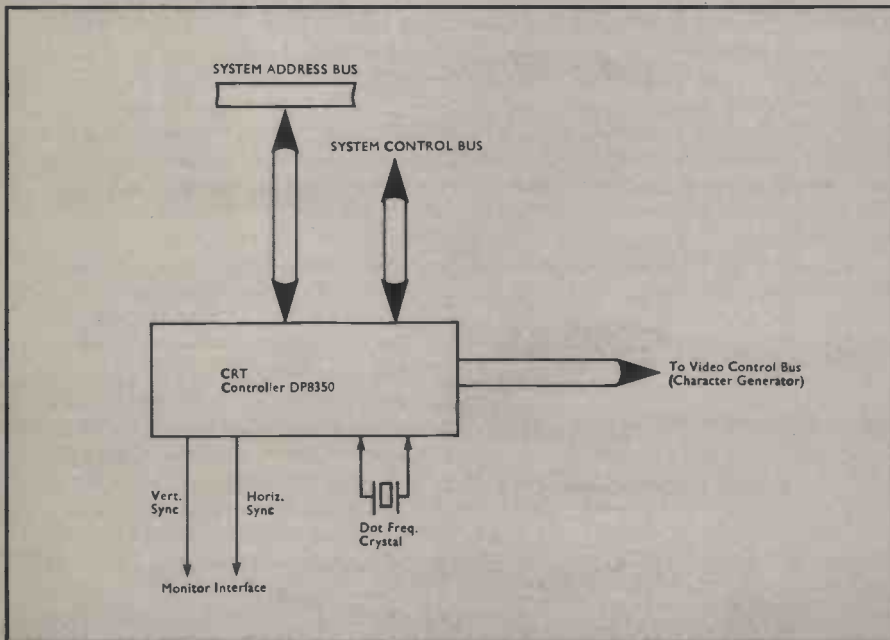 SYSTEM ADDRESS BUS
SYSTEM CONTROL BUS
CRT
Controller DP8350
To Video Control Bus
(Character Generator)
Vert.
Sync
Horiz.
Sync
Dot Freq.
Crystal
Monitor Interface